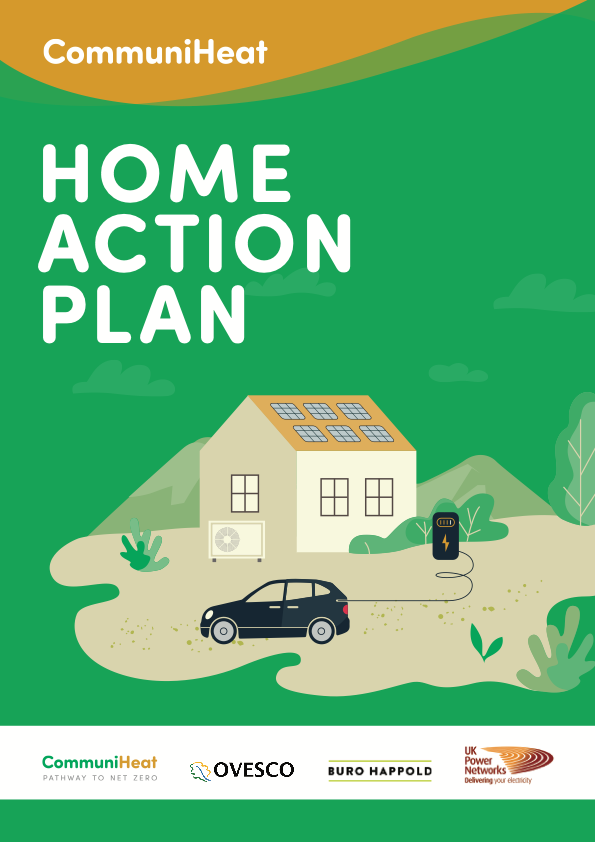 CommuniHeat
HOME
ACTION
PLAN
CommuniHeat
PATHWAY TO NET ZERO
OVESCO
BURO HAPPOLD
UK
Power
Networks
Delivering your electricity